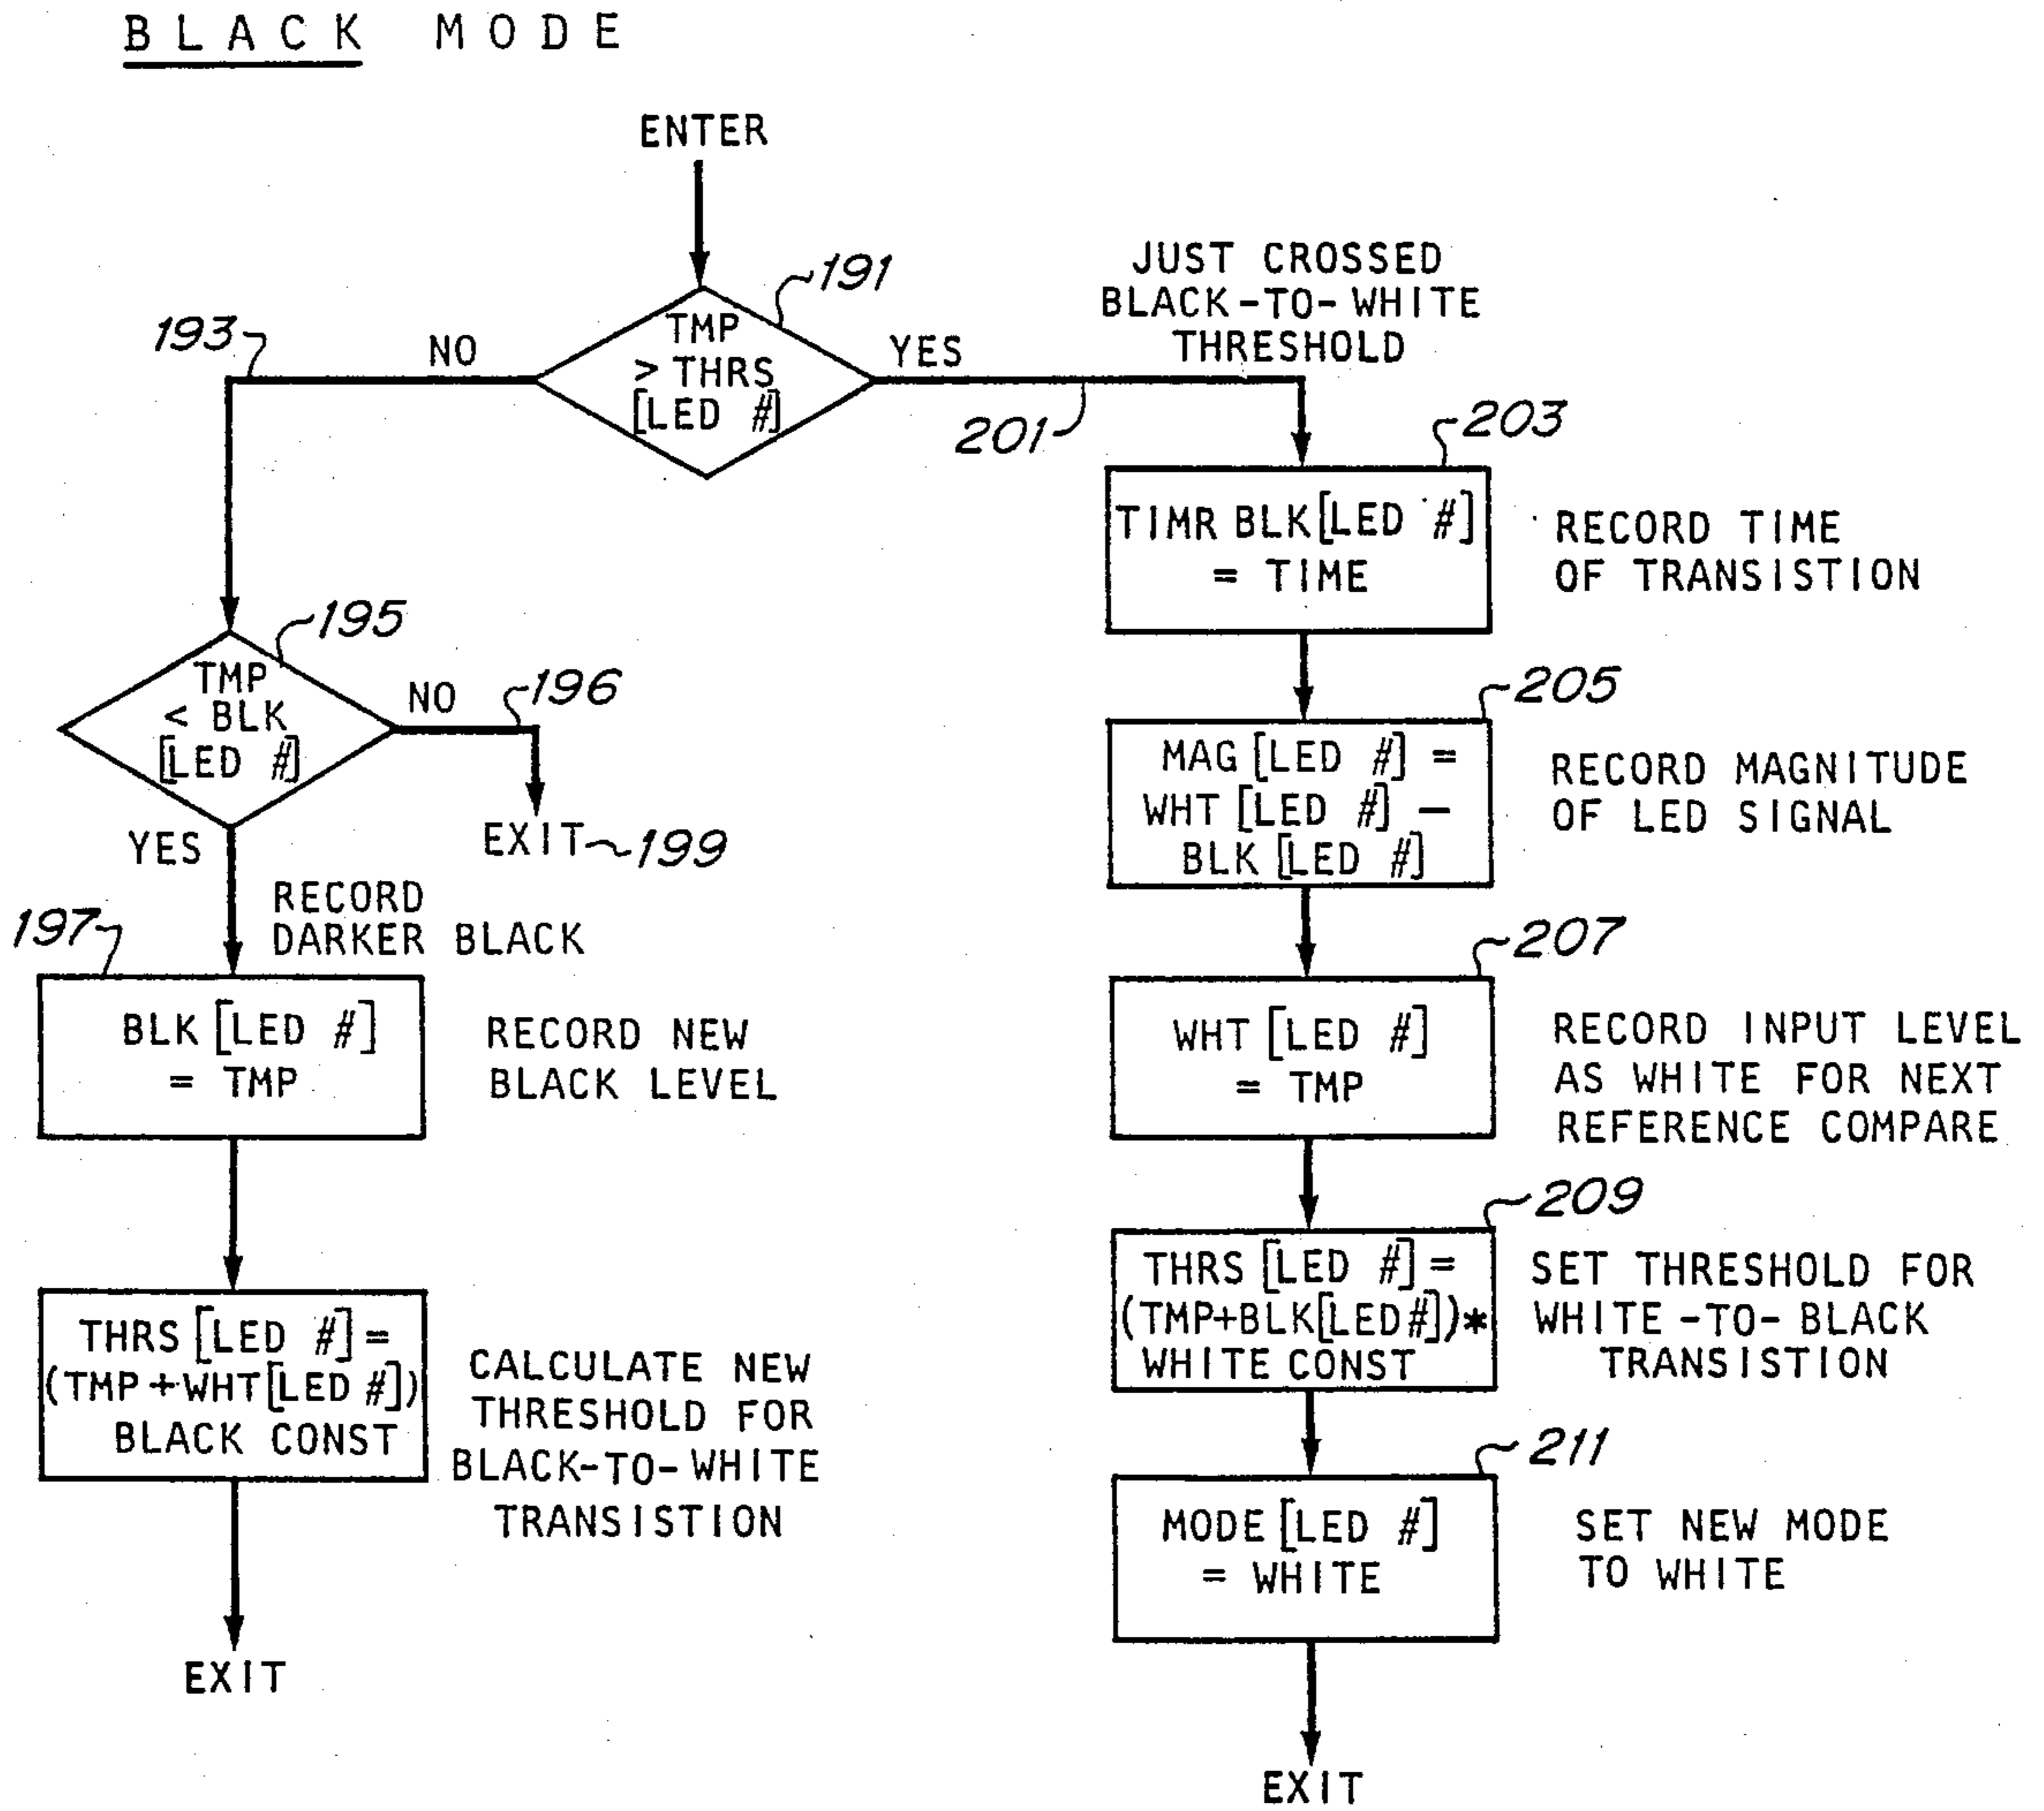 BLACK MODE
ENTER
191
TMP
> THRS
[LED #]
193
NO
YES
JUST CROSSED
BLACK-TO-WHITE
THRESHOLD
201
195
TMP
< BLK
[LED #]
NO
196
EXIT
199
YES
RECORD
DARKER BLACK
197
BLK [LED #]
= TMP
RECORD NEW
BLACK LEVEL
THRS [LED #] =
(TMP+WHT[LED #])
BLACK CONST
CALCULATE NEW
THRESHOLD FOR
BLACK-TO-WHITE
TRANSISTION
EXIT
203
TIMR BLK[LED #]
= TIME
RECORD TIME
OF TRANSISTION
205
MAG [LED #] =
WHT [LED #] -
BLK [LED #]
RECORD MAGNITUDE
OF LED SIGNAL
207
WHT [LED #]
= TMP
RECORD INPUT LEVEL
AS WHITE FOR NEXT
REFERENCE COMPARE
209
THRS [LED #] =
(TMP+BLK[LED #])*
WHITE CONST
SET THRESHOLD FOR
WHITE-TO-BLACK
TRANSISTION
211
MODE [LED #]
= WHITE
SET NEW MODE
TO WHITE
EXIT